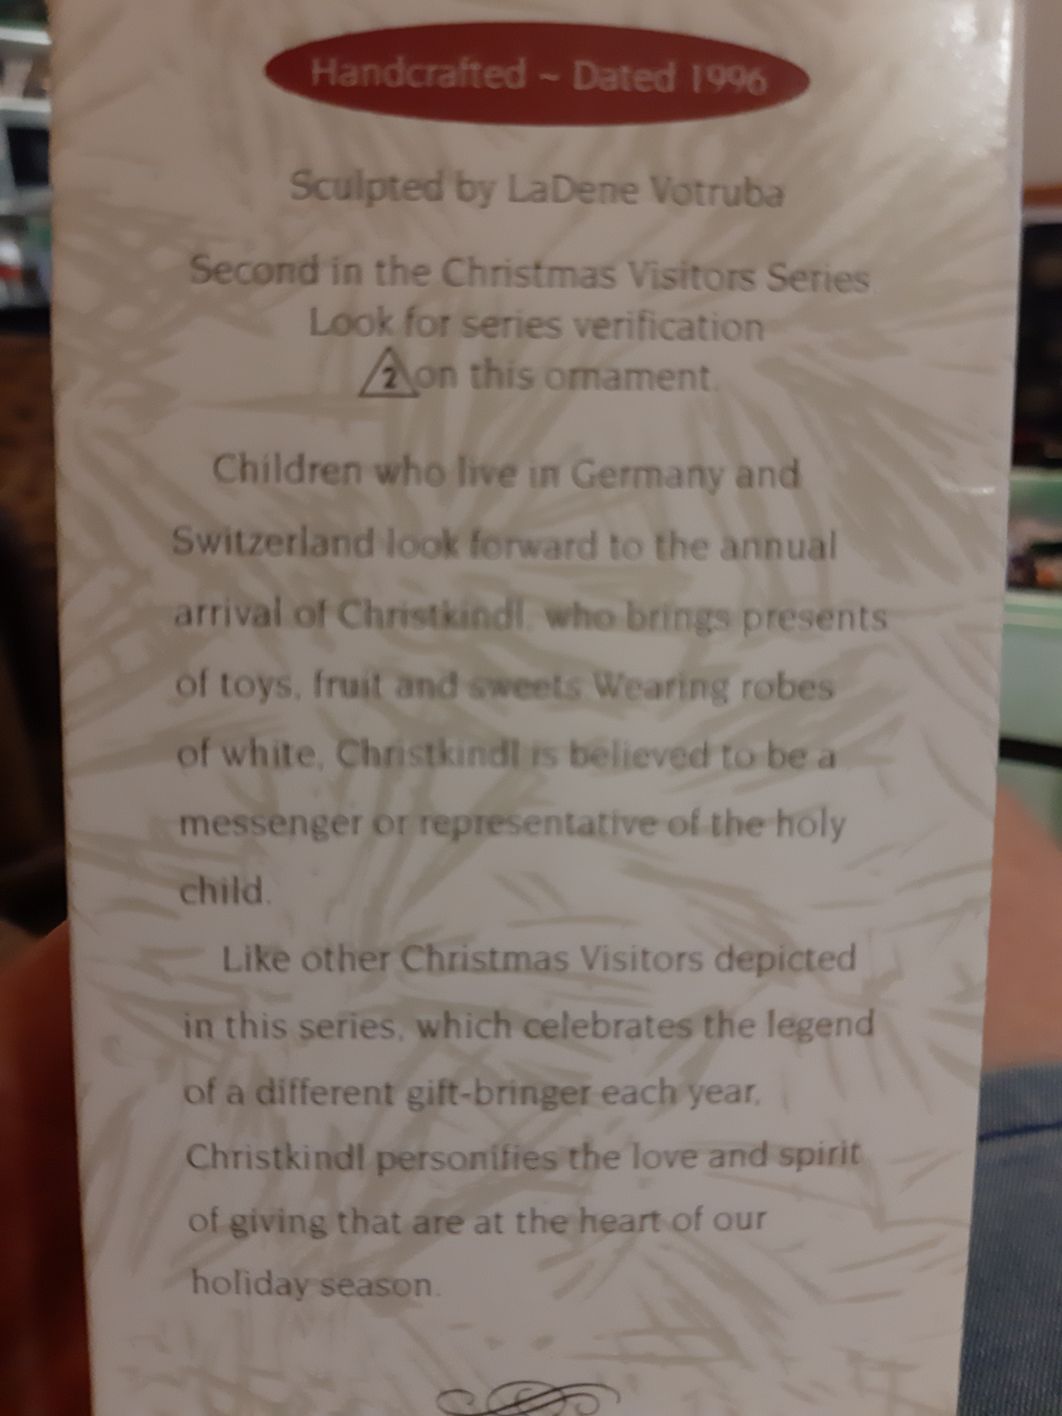 Handcrafted ~ Dated 1996
Sculpted by LaDene Votruba
Second in the Christmas Visitors Series.
Look for series verification
2 on this ornament.
Children who live in Germany and
Switzerland look forward to the annual
arrival of Christkindl, who brings presents
of toys, fruit and sweets. Wearing robes
of white, Christkindl is believed to be a
messenger or representative of the holy
child.
Like other Christmas Visitors depicted
in this series, which celebrates the legend
of a different gift-bringer each year,
Christkindl personifies the love and spirit
of giving that are at the heart of our
holiday season.